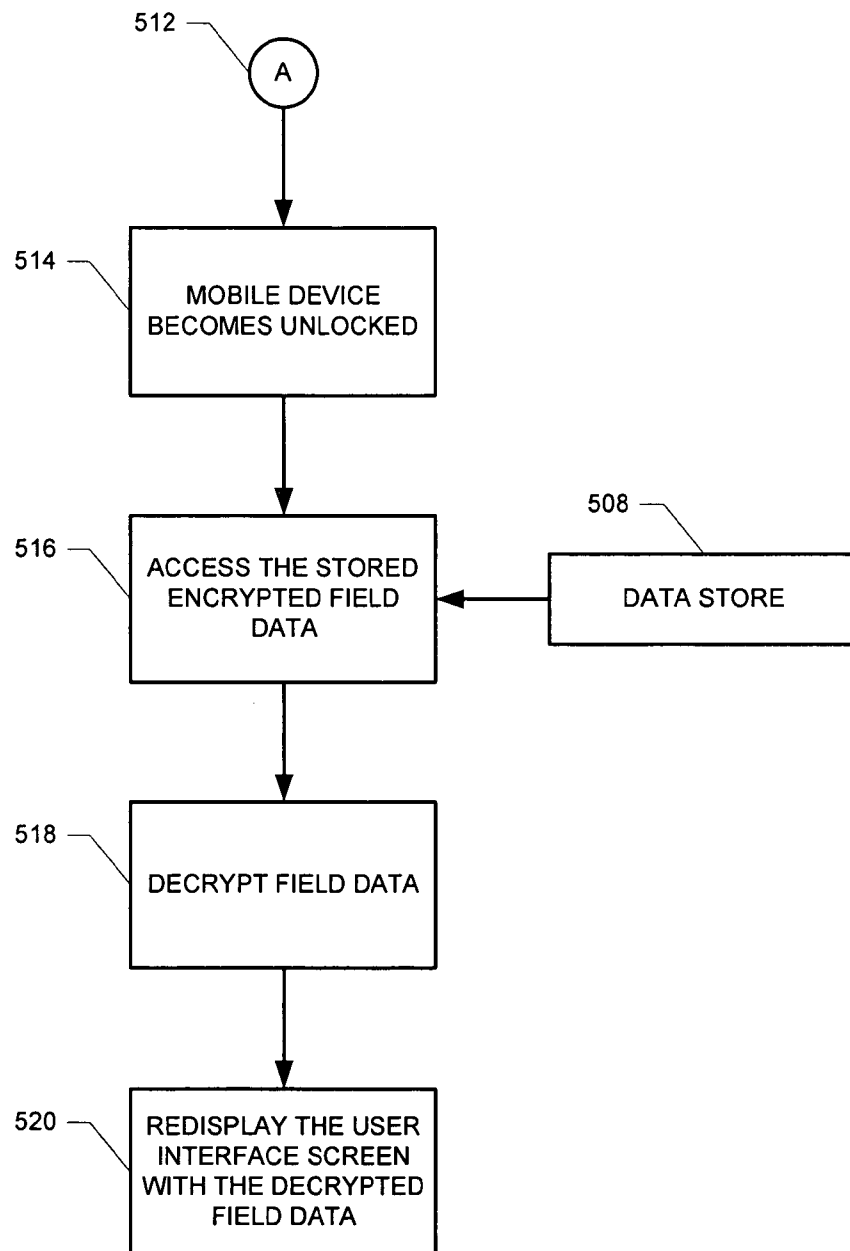 512
A
514
MOBILE DEVICE
BECOMES UNLOCKED
516
ACCESS THE STORED
ENCRYPTED FIELD
DATA
508
DATA STORE
518
DECRYPT FIELD DATA
520
REDISPLAY THE USER
INTERFACE SCREEN
WITH THE DECRYPTED
FIELD DATA